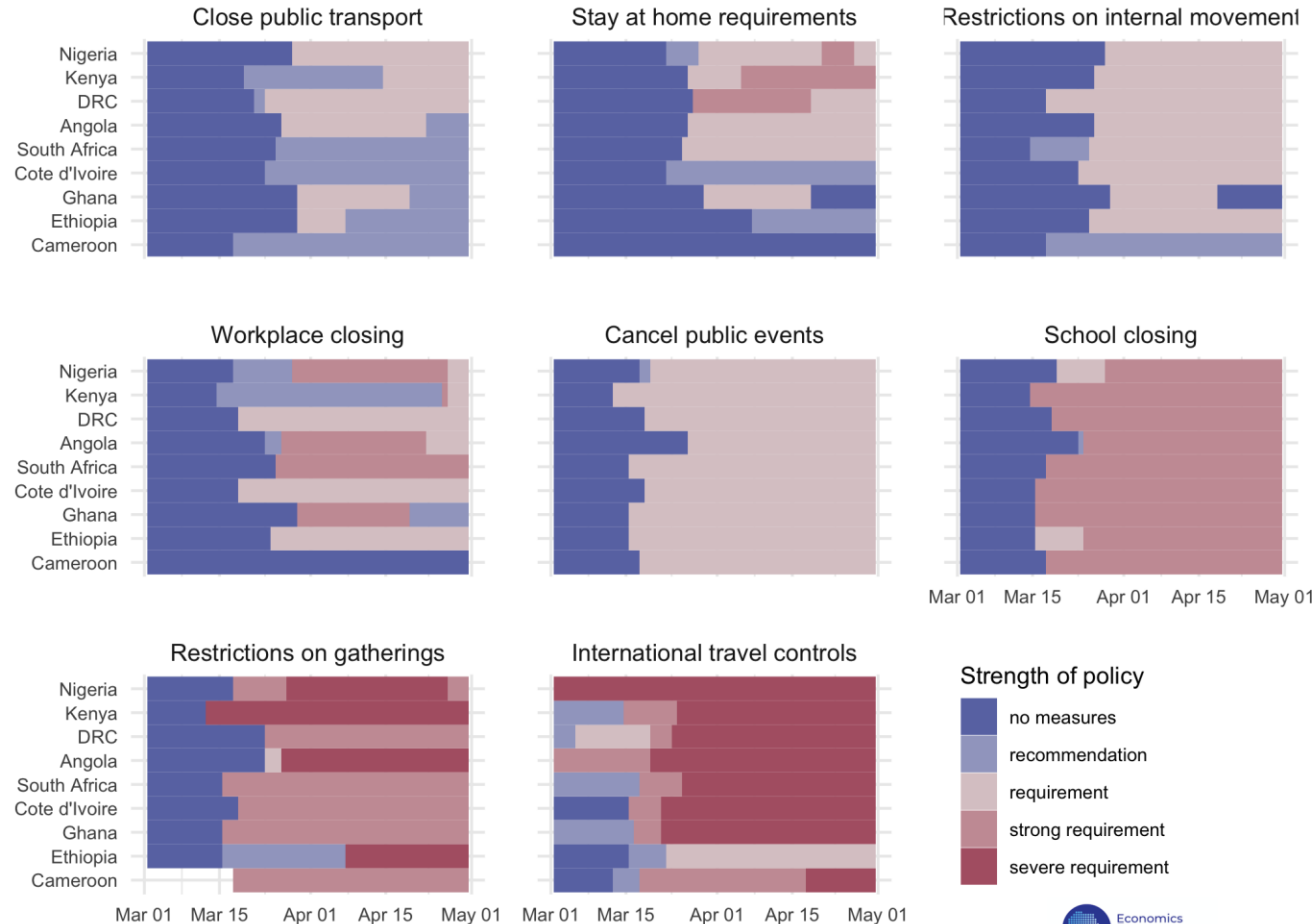 Close public transport
Stay at home requirements
Restrictions on internal movement
Nigeria
Kenya
DRC
Angola
South Africa
Cote d'Ivoire
Ghana
Ethiopia
Cameroon
Workplace closing
Cancel public events
School closing
Nigeria
Kenya
DRC
Angola
South Africa
Cote d'Ivoire
Ghana
Ethiopia
Cameroon
Mar 01 Mar 15 Apr 01 Apr 15 May 01
Restrictions on gatherings
International travel controls
Nigeria
Kenya
DRC
Angola
South Africa
Cote d'Ivoire
Ghana
Ethiopia
Cameroon
Mar 01 Mar 15 Apr 01 Apr 15 May 01
Mar 01 Mar 15 Apr 01 Apr 15 May 01
Strength of policy
no measures
recommendation
requirement
strong requirement
severe requirement
Economics